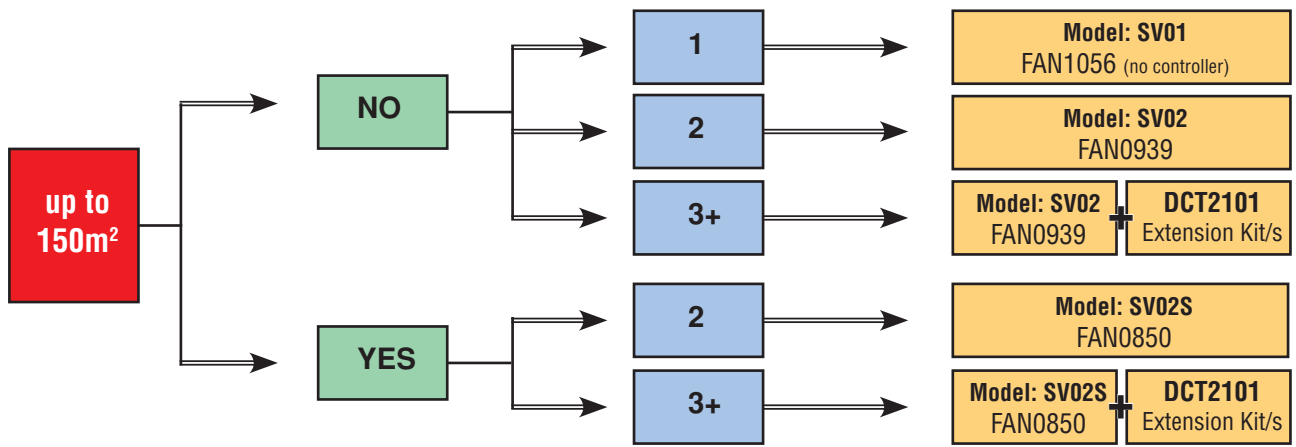 up to
150m²
NO
YES
1
2
3+
2
3+
Model: SV01
FAN1056 (no controller)
Model: SV02
FAN0939
Model: SV02
FAN0939
+
DCT2101
Extension Kit/s
Model: SV02S
FAN0850
Model: SV02S
FAN0850
+
DCT2101
Extension Kit/s